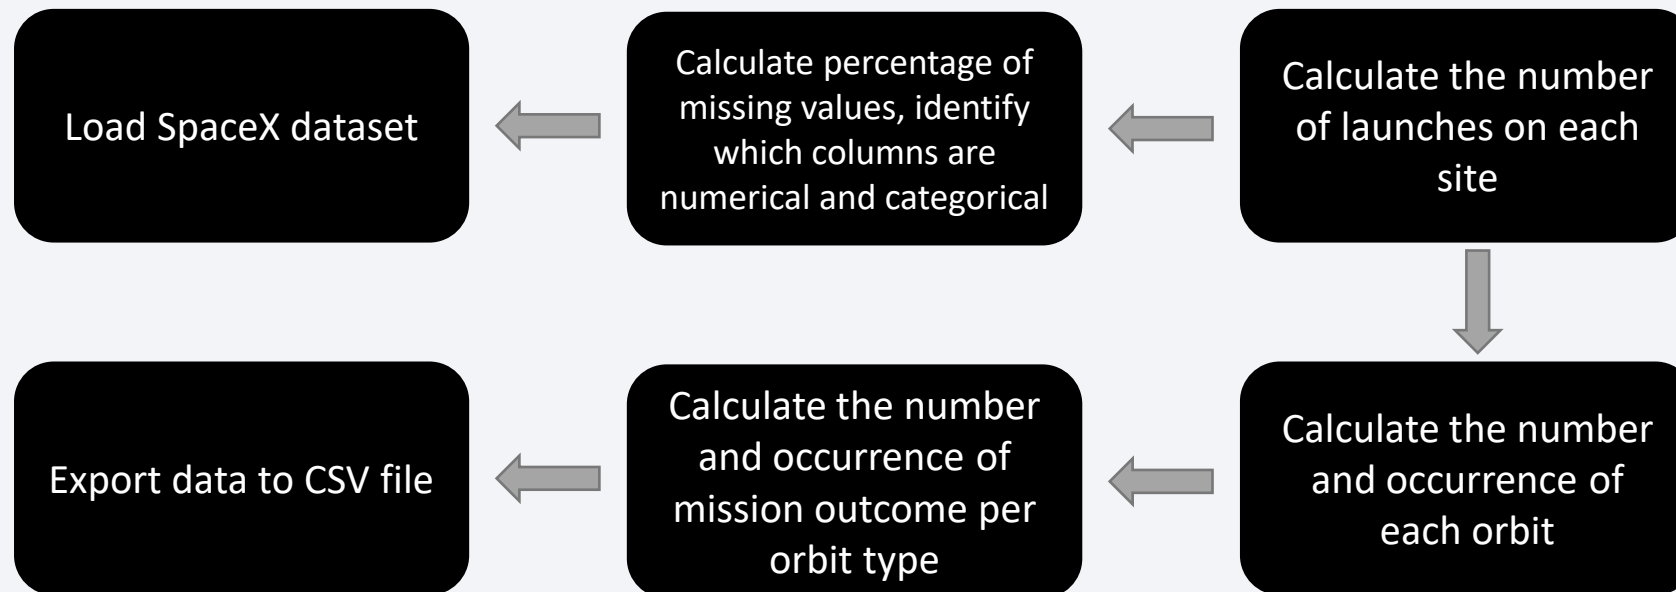 Load SpaceX dataset
Calculate percentage of
missing values, identify
which columns are
numerical and categorical
Calculate the number
of launches on each
site
Export data to CSV file
Calculate the number
and occurrence of
mission outcome per
orbit type
Calculate the number
and occurrence of
each orbit